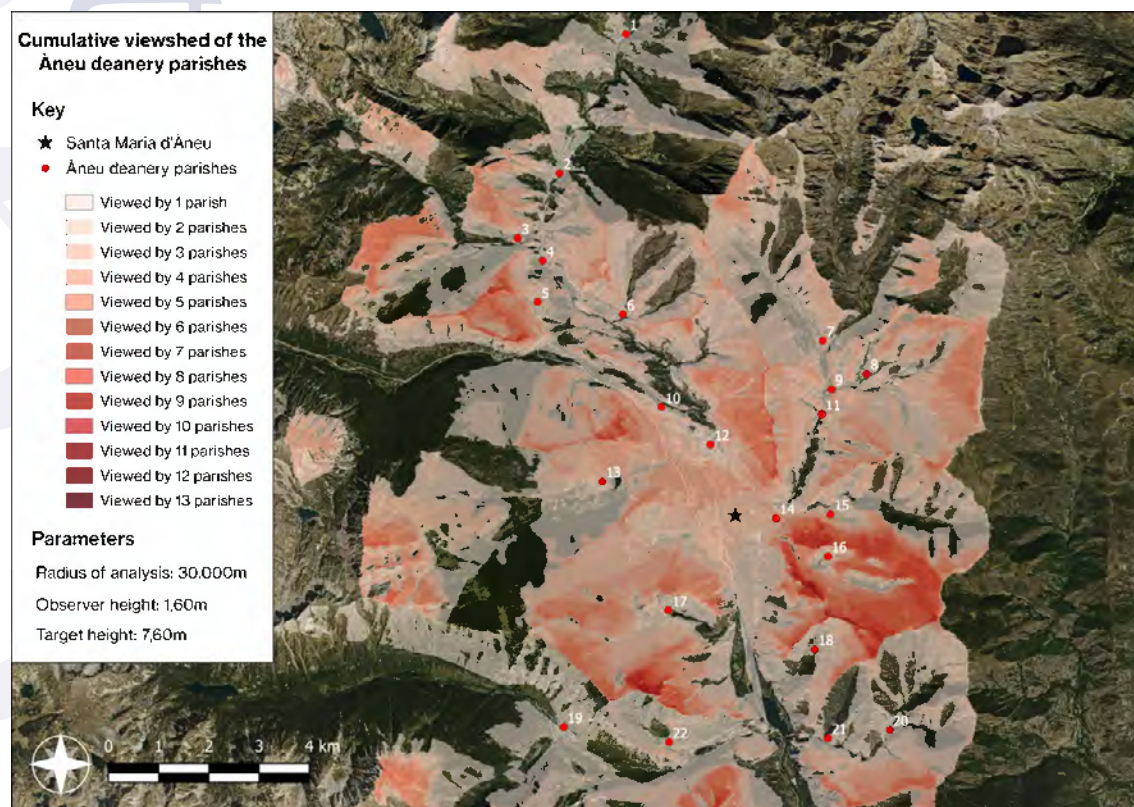 Cumulative viewshed of the
Àneu deanery parishes
Key
Santa Maria d'Àneu
Àneu deanery parishes
Viewed by 1 parish
Viewed by 2 parishes
Viewed by 3 parishes
Viewed by 4 parishes
Viewed by 5 parishes
Viewed by 6 parishes
Viewed by 7 parishes
Viewed by 8 parishes
Viewed by 9 parishes
Viewed by 10 parishes
Viewed by 11 parishes
Viewed by 12 parishes
Viewed by 13 parishes
Parameters
Radius of analysis: 30.000m
Observer height: 1,60m
Target height: 7,60m
1
2
3
4
5
6
7
8
9
10
11
12
13
14
15
16
17
18
19
20
21
22
0 1 2 3 4 km